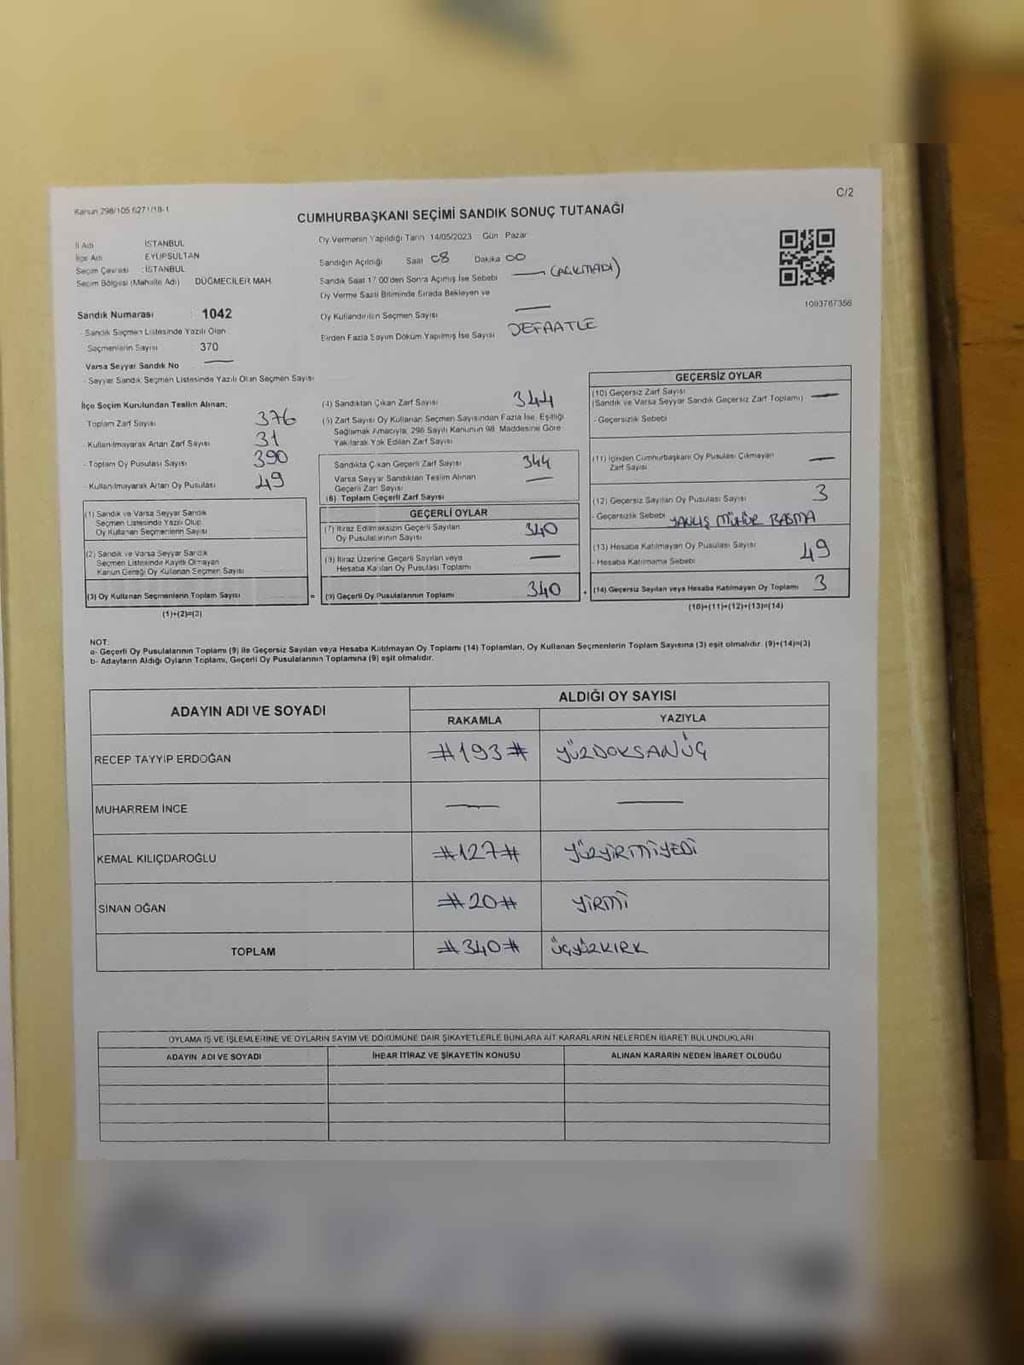 Kanun 298/105 6271/18-1
C/2
CUMHURBAŞKANI SEÇİMİ SANDIK SONUÇ TUTANAĞI
İl Adı İSTANBUL
İlçe Adı EYÜPSULTAN
Seçim Çevresi : İSTANBUL
Seçim Bölgesi (Mahalle Adı) DÜĞMECİLER MAH.
Oy Vermenin Yapıldığı Tarih 14/05/2023 Gün Pazar
Sandığın Açıldığı Saat 08 Dakika 00
Sandık Saat 17:00'den Sonra Açılmış İse Sebebi — (AÇILMADI)
Oy Verme Saati Bitiminde Sırada Bekleyen ve
Oy Kullandırılan Seçmen Sayısı —
Birden Fazla Sayım Döküm Yapılmış İse Sayısı DEFAATLE
1093787356
Sandık Numarası : 1042
- Sandık Seçmen Listesinde Yazılı Olan
Seçmenlerin Sayısı 370
Varsa Seyyar Sandık No —
- Seyyar Sandık Seçmen Listesinde Yazılı Olan Seçmen Sayısı
İlçe Seçim Kurulundan Teslim Alınan;
Toplam Zarf Sayısı 376
- Kullanılmayarak Artan Zarf Sayısı 31
- Toplam Oy Pusulası Sayısı 390
- Kullanılmayarak Artan Oy Pusulası 49
(1) Sandık ve Varsa Seyyar Sandık
Seçmen Listesinde Yazılı Olup
Oy Kullanan Seçmenlerin Sayısı
(2) Sandık ve Varsa Seyyar Sandık
Seçmen Listesinde Kayıtlı Olmayan
Kanun Gereği Oy Kullanan Seçmen Sayısı
(3) Oy Kullanan Seçmenlerin Toplam Sayısı =
(1)+(2)=(3)
(4) Sandıktan Çıkan Zarf Sayısı 344
(5) Zarf Sayısı Oy Kullanan Seçmen Sayısından Fazla İse, Eşitliği
Sağlamak Amacıyla, 298 Sayılı Kanunun 98. Maddesine Göre
Yakılarak Yok Edilen Zarf Sayısı
Sandıkta Çıkan Geçerli Zarf Sayısı 344
Varsa Seyyar Sandıktan Teslim Alınan
Geçerli Zarf Sayısı —
(6) Toplam Geçerli Zarf Sayısı
GEÇERLİ OYLAR
(7) İtiraz Edilmeksizin Geçerli Sayılan
Oy Pusulalarının Sayısı 340
(8) İtiraz Üzerine Geçerli Sayılan veya
Hesaba Katılan Oy Pusulası Toplamı —
(9) Geçerli Oy Pusulalarının Toplamı 340 +
GEÇERSİZ OYLAR
(10) Geçersiz Zarf Sayısı
(Sandık ve Varsa Seyyar Sandık Geçersiz Zarf Toplamı) —
- Geçersizlik Sebebi
(11) İçinden Cumhurbaşkanı Oy Pusulası Çıkmayan
Zarf Sayısı —
(12) Geçersiz Sayılan Oy Pusulası Sayısı 3
- Geçersizlik Sebebi YANLIŞ MÜHÜR BASMA
(13) Hesaba Katılmayan Oy Pusulası Sayısı 49
- Hesaba Katılmama Sebebi
(14) Geçersiz Sayılan veya Hesaba Katılmayan Oy Toplamı 3
(10)+(11)+(12)+(13)=(14)
NOT:
a- Geçerli Oy Pusulalarının Toplamı (9) ile Geçersiz Sayılan veya Hesaba Katılmayan Oy Toplamı (14) Toplamları, Oy Kullanan Seçmenlerin Toplam Sayısına (3) eşit olmalıdır. (9)+(14)=(3)
b- Adayların Aldığı Oyların Toplamı, Geçerli Oy Pusulalarının Toplamına (9) eşit olmalıdır.
ADAYIN ADI VE SOYADI ALDIĞI OY SAYISI
RAKAMLA YAZIYLA
RECEP TAYYİP ERDOĞAN #193# YÜZDOKSANÜÇ
MUHARREM İNCE — —
KEMAL KILIÇDAROĞLU #127# YÜZYİRMİYEDİ
SİNAN OĞAN #20# YİRMİ
TOPLAM #340# ÜÇYÜZKIRK
OYLAMA İŞ VE İŞLEMLERİNE VE OYLARIN SAYIM VE DÖKÜMÜNE DAİR ŞİKAYETLERLE BUNLARA AİT KARARLARIN NELERDEN İBARET BULUNDUKLARI
ADAYIN ADI VE SOYADI İHBAR İTİRAZ VE ŞİKAYETİN KONUSU ALINAN KARARIN NEDEN İBARET OLDUĞU